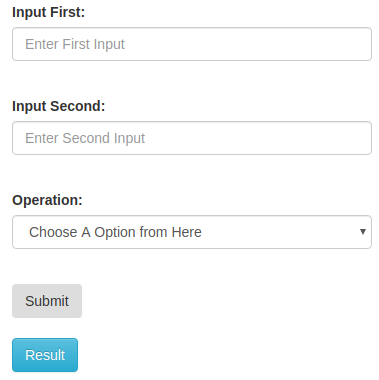 Input First:
Enter First Input
Input Second:
Enter Second Input
Operation:
Choose A Option from Here
Submit
Result